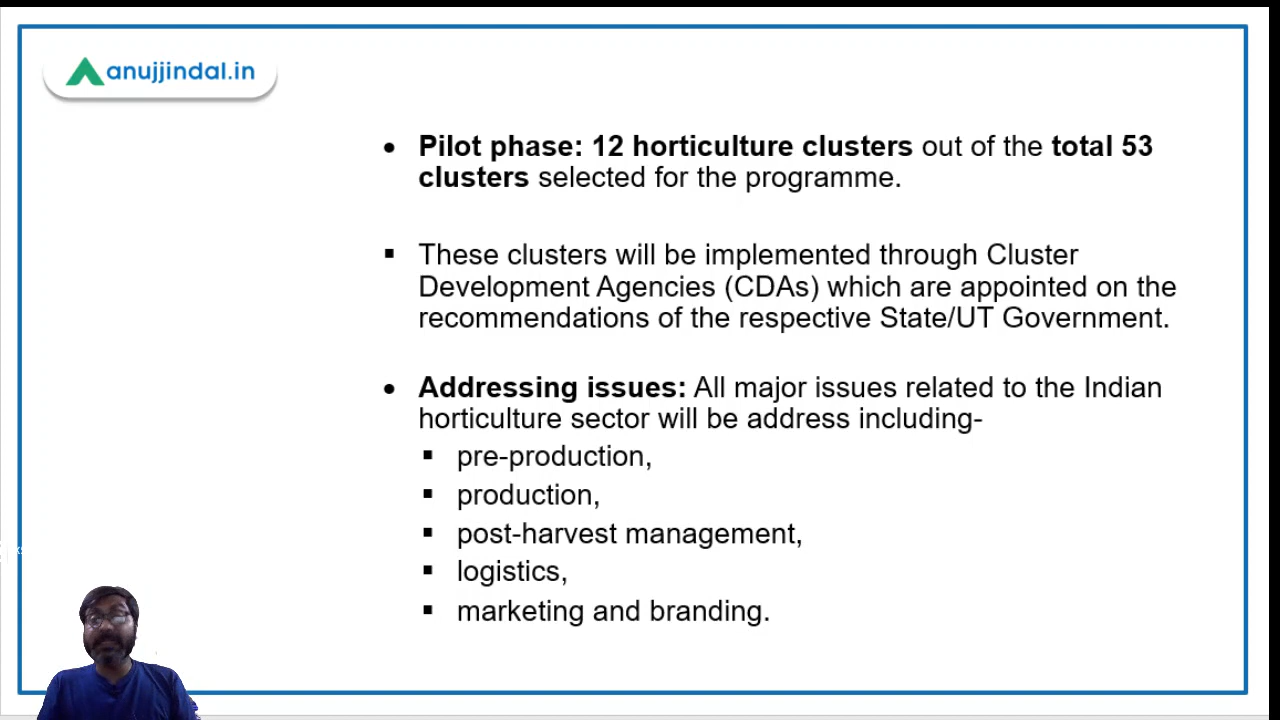 anujjindal.in
• Pilot phase: 12 horticulture clusters out of the total 53
clusters selected for the programme.
▪ These clusters will be implemented through Cluster
Development Agencies (CDAs) which are appointed on the
recommendations of the respective State/UT Government.
• Addressing issues: All major issues related to the Indian
horticulture sector will be address including-
▪ pre-production,
▪ production,
▪ post-harvest management,
▪ logistics,
▪ marketing and branding.